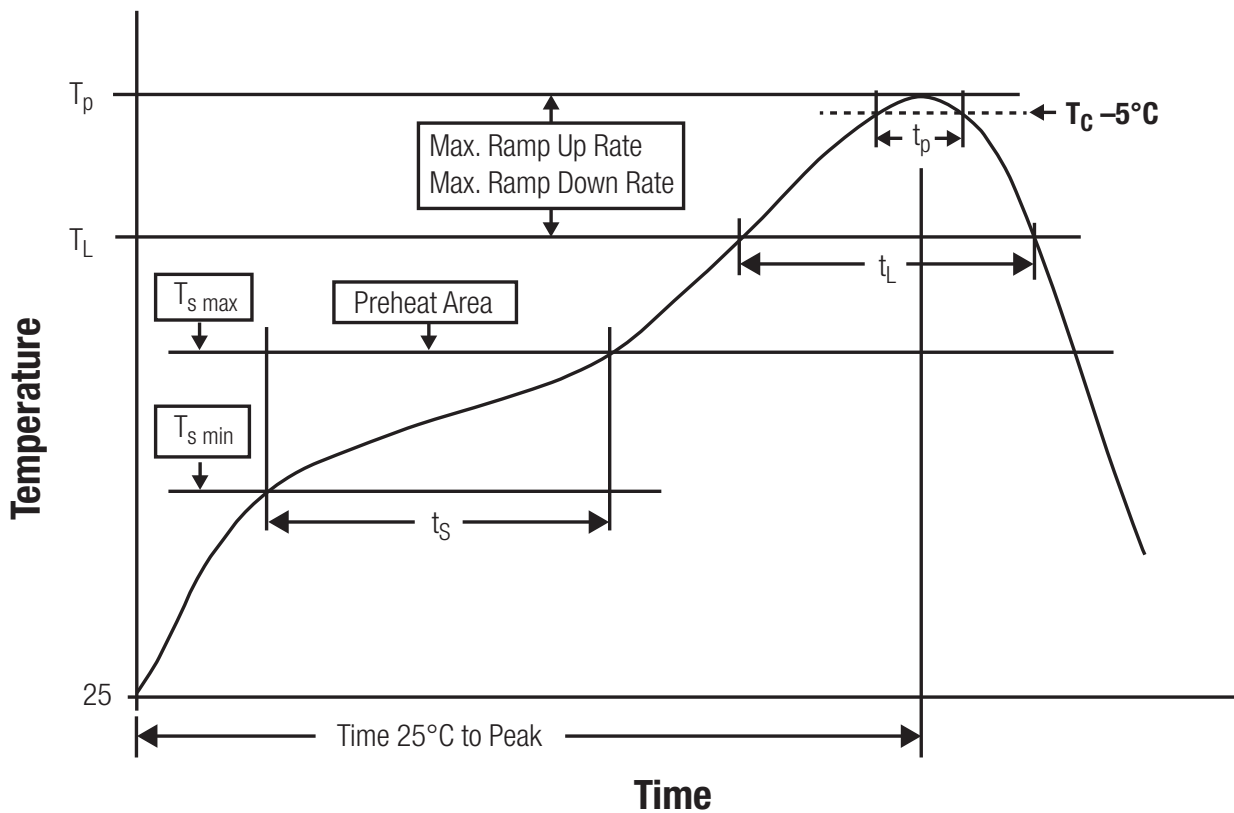 Tp
TC –5°C
tp
Max. Ramp Up Rate
Max. Ramp Down Rate
TL
tL
Ts max
Preheat Area
Ts min
tS
Temperature
25
Time 25°C to Peak
Time